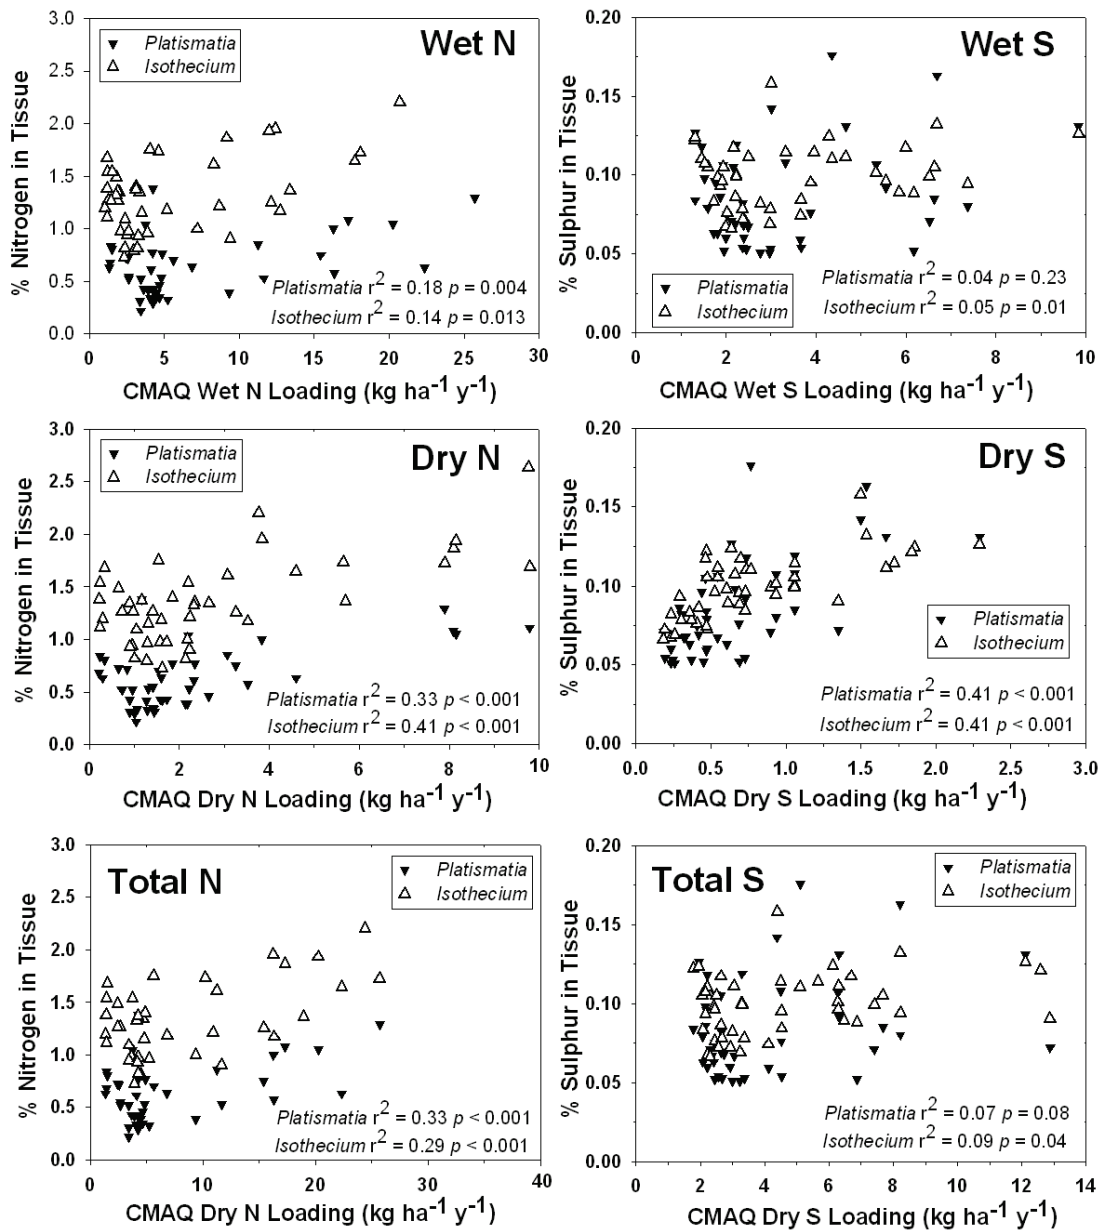 Wet N
Platismatia
Isothecium
3.0
2.5
2.0
1.5
1.0
0.5
0.0
% Nitrogen in Tissue
Platismatia r2 = 0.18 p = 0.004
Isothecium r2 = 0.14 p = 0.013
0 5 10 15 20 25 30
CMAQ Wet N Loading (kg ha-1 y-1)
Wet S
0.20
0.15
0.10
0.05
0.00
% Sulphur in Tissue
Platismatia
Isothecium
Platismatia r2 = 0.04 p = 0.23
Isothecium r2 = 0.05 p = 0.01
0 2 4 6 8 10
CMAQ Wet S Loading (kg ha-1 y-1)
Dry N
Platismatia
Isothecium
3.0
2.5
2.0
1.5
1.0
0.5
0.0
% Nitrogen in Tissue
Platismatia r2 = 0.33 p < 0.001
Isothecium r2 = 0.41 p < 0.001
0 2 4 6 8 10
CMAQ Dry N Loading (kg ha-1 y-1)
Dry S
0.20
0.15
0.10
0.05
0.00
% Sulphur in Tissue
Platismatia
Isothecium
Platismatia r2 = 0.41 p < 0.001
Isothecium r2 = 0.41 p < 0.001
0.0 0.5 1.0 1.5 2.0 2.5 3.0
CMAQ Dry S Loading (kg ha-1 y-1)
Total N
Platismatia
Isothecium
3.0
2.5
2.0
1.5
1.0
0.5
0.0
% Nitrogen in Tissue
Platismatia r2 = 0.33 p < 0.001
Isothecium r2 = 0.29 p < 0.001
0 10 20 30 40
CMAQ Dry N Loading (kg ha-1 y-1)
Total S
Platismatia
Isothecium
0.20
0.15
0.10
0.05
0.00
% Sulphur in Tissue
Platismatia r2 = 0.07 p = 0.08
Isothecium r2 = 0.09 p = 0.04
0 2 4 6 8 10 12 14
CMAQ Dry S Loading (kg ha-1 y-1)